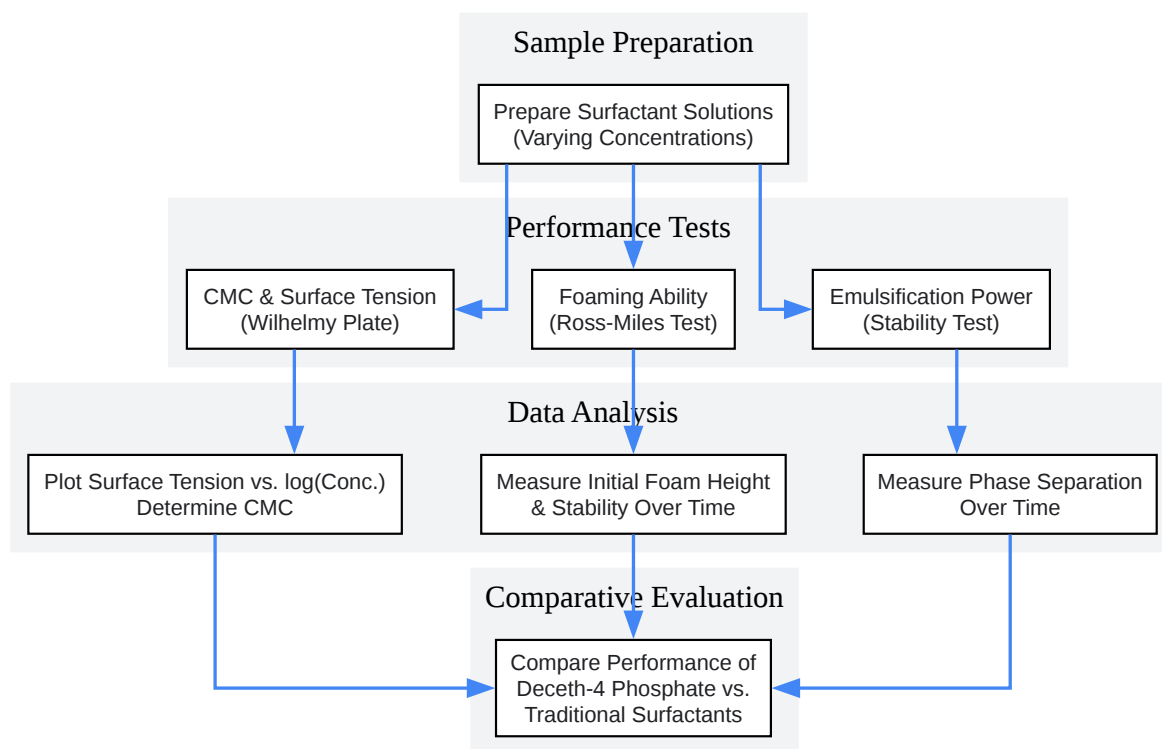 Sample Preparation
Prepare Surfactant Solutions
(Varying Concentrations)
Performance Tests
CMC & Surface Tension
(Wilhelmy Plate)
Foaming Ability
(Ross-Miles Test)
Emulsification Power
(Stability Test)
Data Analysis
Plot Surface Tension vs. log(Conc.)
Determine CMC
Measure Initial Foam Height
& Stability Over Time
Measure Phase Separation
Over Time
Comparative Evaluation
Compare Performance of
Deceth-4 Phosphate vs.
Traditional Surfactants